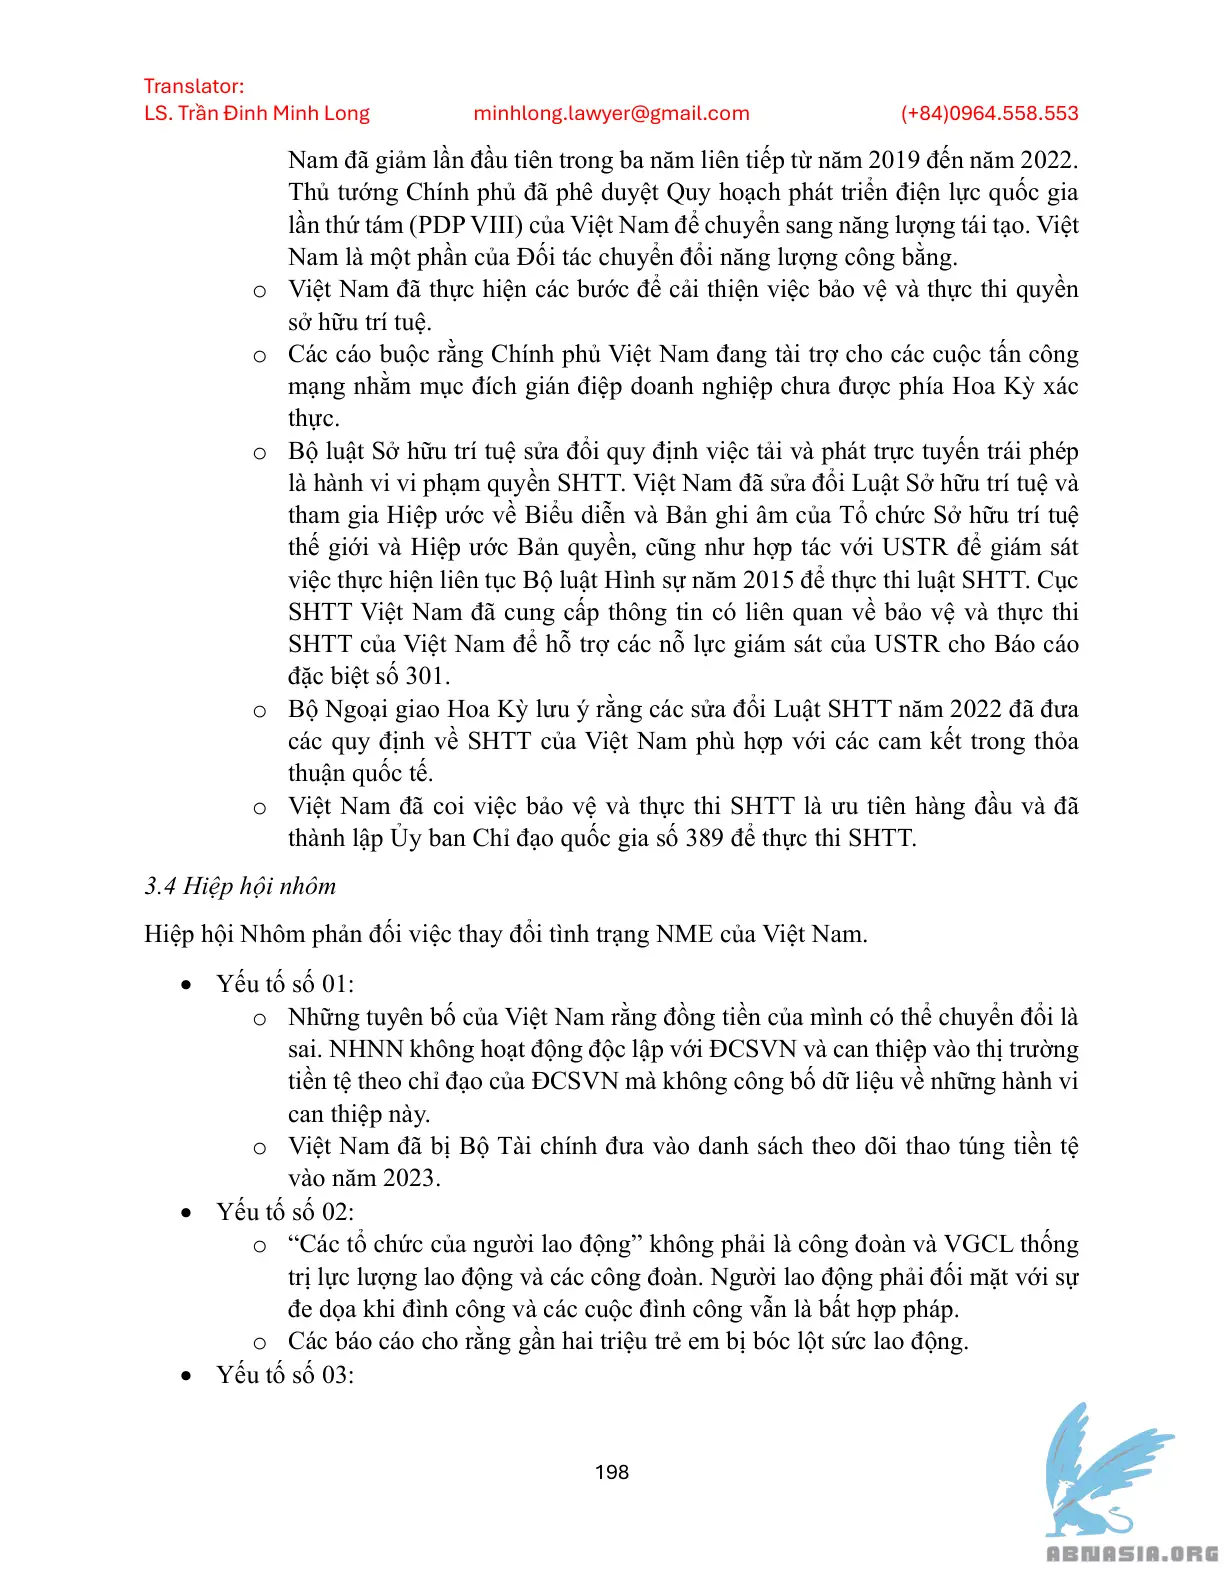 Translator:
LS. Trần Đình Minh Long minhlong.lawyer@gmail.com (+84)0964.558.553
Nam đã giảm lần đầu tiên trong ba năm liên tiếp từ năm 2019 đến năm 2022.
Thủ tướng Chính phủ đã phê duyệt Quy hoạch phát triển điện lực quốc gia
lần thứ tám (PDP VIII) của Việt Nam để chuyển sang năng lượng tái tạo. Việt
Nam là một phần của Đối tác chuyển đổi năng lượng công bằng.
o Việt Nam đã thực hiện các bước để cải thiện việc bảo vệ và thực thi quyền
sở hữu trí tuệ.
o Các cáo buộc rằng Chính phủ Việt Nam đang tài trợ cho các cuộc tấn công
mạng nhằm mục đích gián điệp doanh nghiệp chưa được phía Hoa Kỳ xác
thực.
o Bộ luật Sở hữu trí tuệ sửa đổi quy định việc tải và phát trực tuyến trái phép
là hành vi vi phạm quyền SHTT. Việt Nam đã sửa đổi Luật Sở hữu trí tuệ và
tham gia Hiệp ước về Biểu diễn và Bản ghi âm của Tổ chức Sở hữu trí tuệ
thế giới và Hiệp ước Bản quyền, cũng như hợp tác với USTR để giám sát
việc thực hiện liên tục Bộ luật Hình sự năm 2015 để thực thi luật SHTT. Cục
SHTT Việt Nam đã cung cấp thông tin có liên quan về bảo vệ và thực thi
SHTT của Việt Nam để hỗ trợ các nỗ lực giám sát của USTR cho Báo cáo
đặc biệt số 301.
o Bộ Ngoại giao Hoa Kỳ lưu ý rằng các sửa đổi Luật SHTT năm 2022 đã đưa
các quy định về SHTT của Việt Nam phù hợp với các cam kết trong thỏa
thuận quốc tế.
o Việt Nam đã coi việc bảo vệ và thực thi SHTT là ưu tiên hàng đầu và đã
thành lập Ủy ban Chỉ đạo quốc gia số 389 để thực thi SHTT.
3.4 Hiệp hội nhôm
Hiệp hội Nhôm phản đối việc thay đổi tình trạng NME của Việt Nam.
• Yếu tố số 01:
o Những tuyên bố của Việt Nam rằng đồng tiền của mình có thể chuyển đổi là
sai. NHNN không hoạt động độc lập với ĐCSVN và can thiệp vào thị trường
tiền tệ theo chỉ đạo của ĐCSVN mà không công bố dữ liệu về những hành vi
can thiệp này.
o Việt Nam đã bị Bộ Tài chính đưa vào danh sách theo dõi thao túng tiền tệ
vào năm 2023.
• Yếu tố số 02:
o “Các tổ chức của người lao động” không phải là công đoàn và VGCL thống
trị lực lượng lao động và các công đoàn. Người lao động phải đối mặt với sự
đe dọa khi đình công và các cuộc đình công vẫn là bất hợp pháp.
o Các báo cáo cho rằng gần hai triệu trẻ em bị bóc lột sức lao động.
• Yếu tố số 03:
198
ABNASIA.ORG